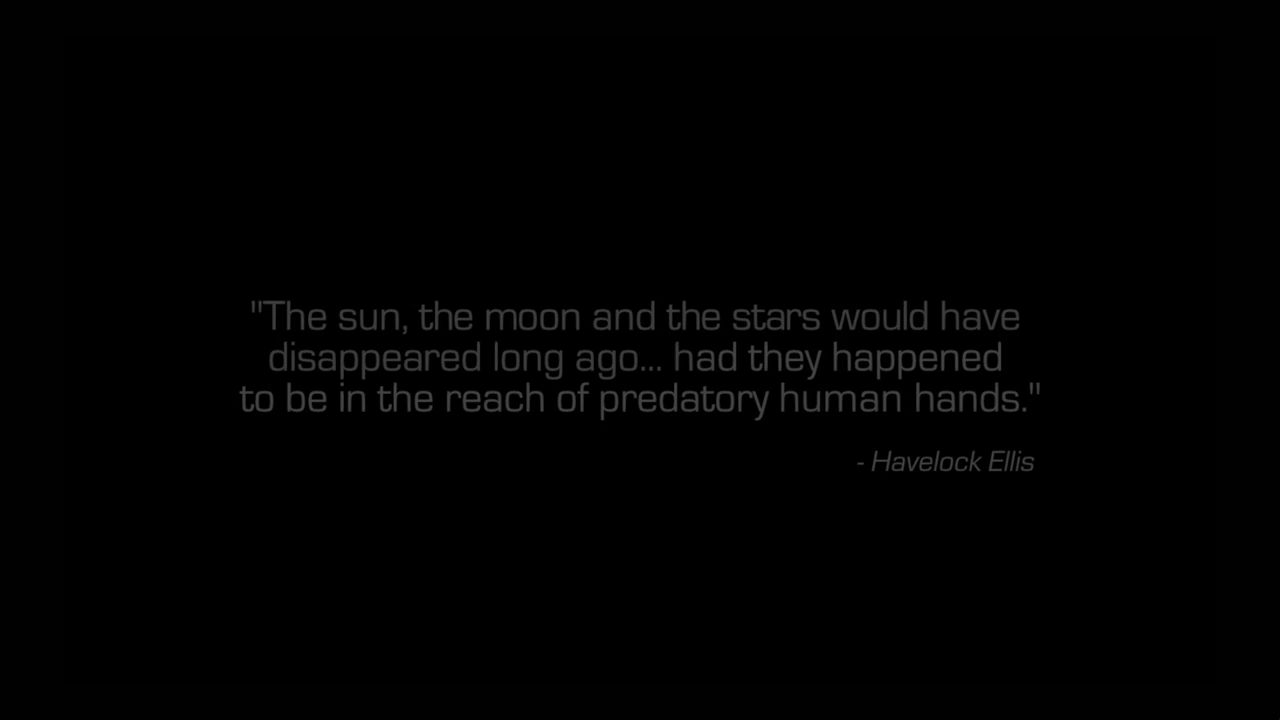 "The sun, the moon and the stars would have
disappeared long ago... had they happened
to be in the reach of predatory human hands."
- Havelock Ellis